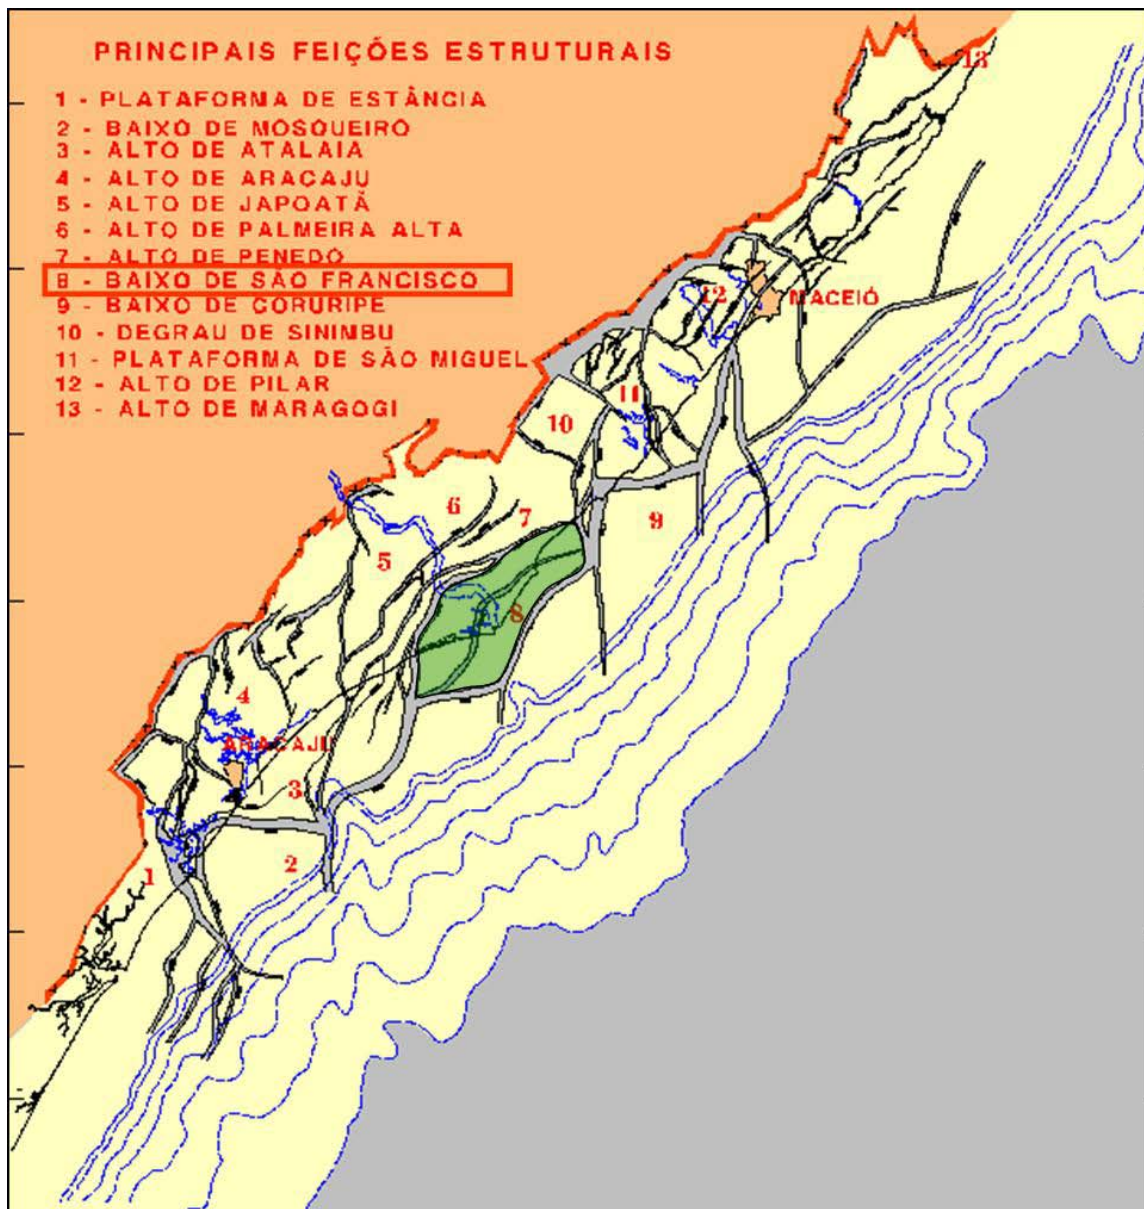 PRINCIPAIS FEIÇÕES ESTRUTURAIS
1 - PLATAFORMA DE ESTÂNCIA
2 - BAIXO DE MOSQUEIRO
3 - ALTO DE ATALAIA
4 - ALTO DE ARACAJU
5 - ALTO DE JAPOATÃ
6 - ALTO DE PALMEIRA ALTA
7 - ALTO DE PENEDO
8 - BAIXO DE SÃO FRANCISCO
9 - BAIXO DE CORURIPE
10 - DEGRAU DE SINIMBU
11 - PLATAFORMA DE SÃO MIGUEL
12 - ALTO DE PILAR
13 - ALTO DE MARAGOGI
13
12
MACEIÓ
11
10
6
7
9
5
8
4
ARACAJU
3
2
1